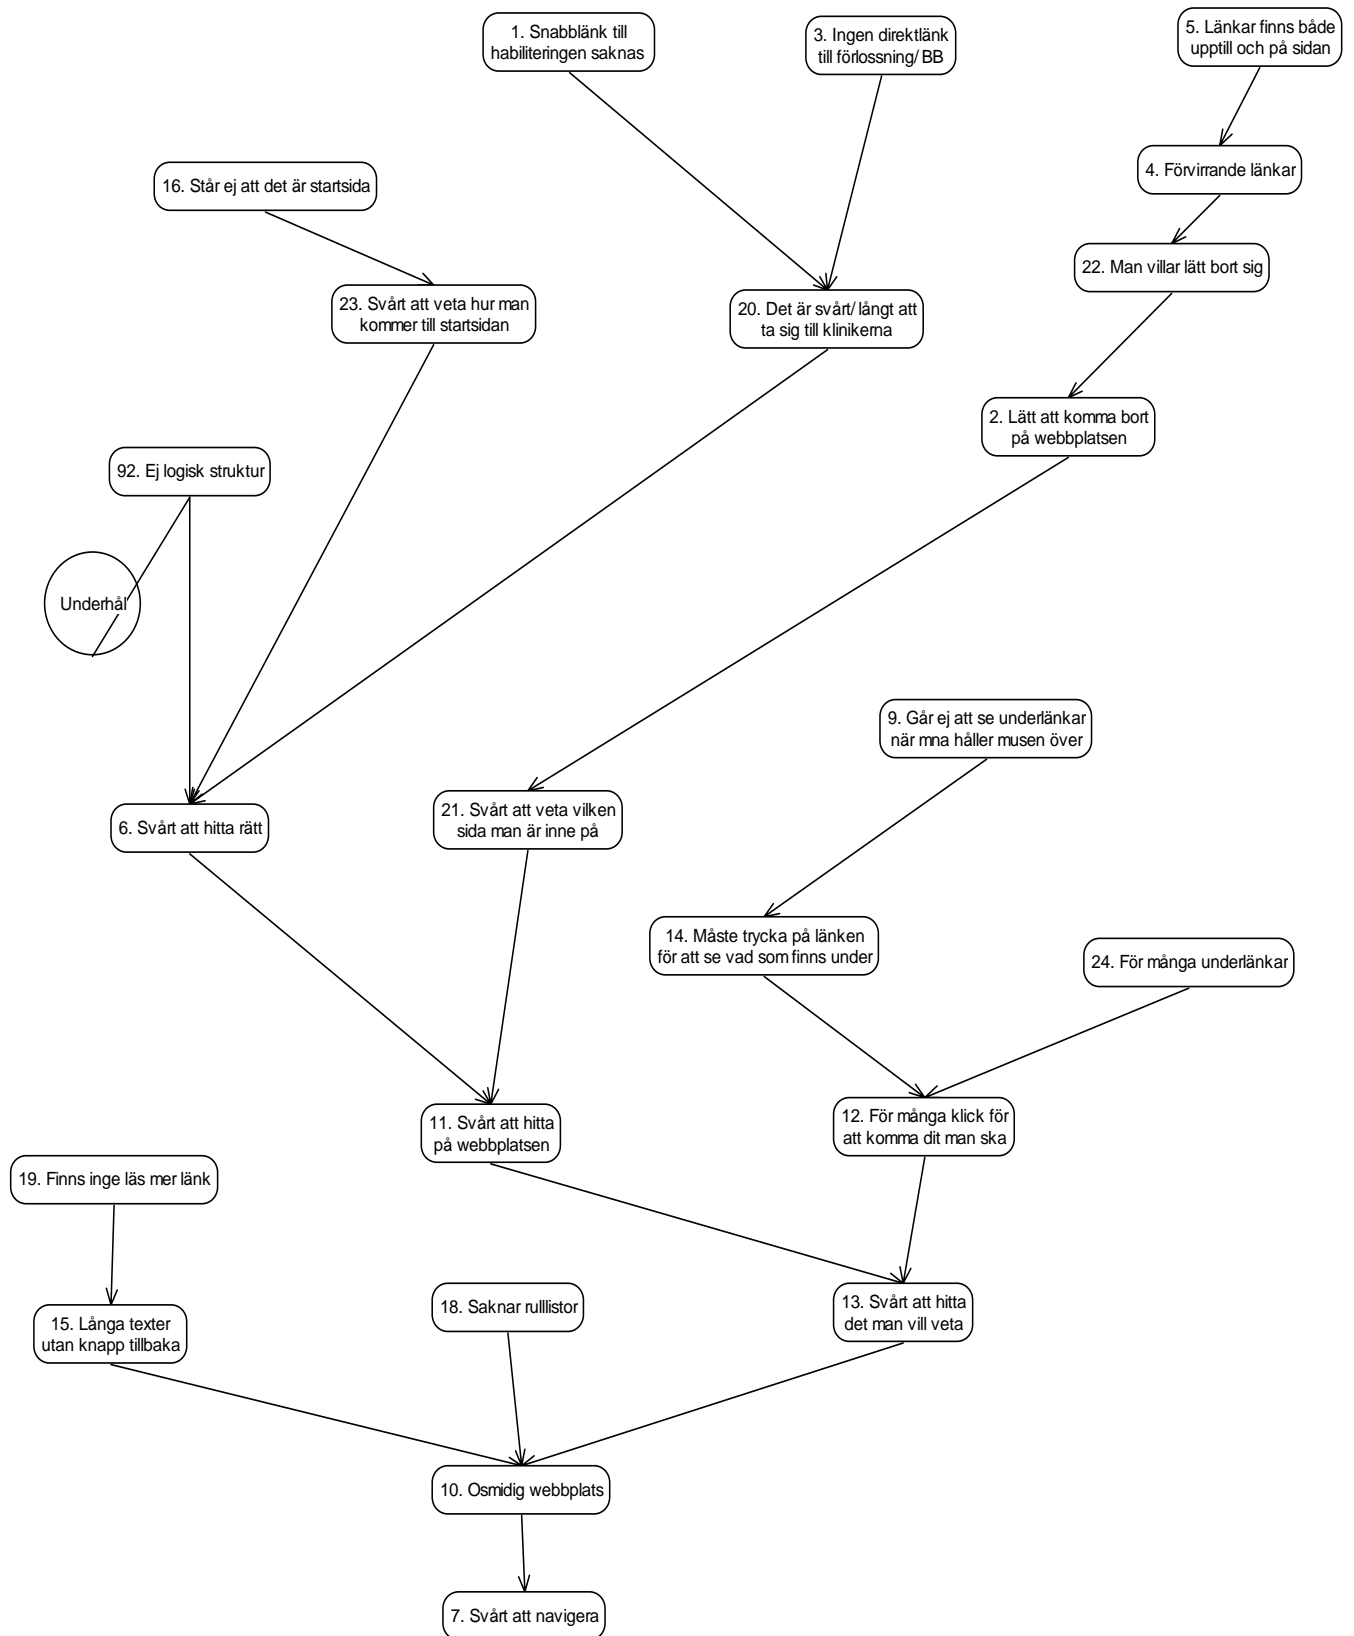 1. Snabblänk till
habiliteringen saknas
3. Ingen direktlänk
till förlossning/ BB
5. Länkar finns både
upptill och på sidan
4. Förvirrande länkar
16. Står ej att det är startsida
22. Man villar lätt bort sig
23. Svårt att veta hur man
kommer till startsidan
20. Det är svårt/ långt att
ta sig till klinikerna
2. Lätt att komma bort
på webbplatsen
92. Ej logisk struktur
Underhål
9. Går ej att se underlänkar
när mna håller musen över
6. Svårt att hitta rätt
21. Svårt att veta vilken
sida man är inne på
14. Måste trycka på länken
för att se vad som finns under
24. För många underlänkar
11. Svårt att hitta
på webbplatsen
12. För många klick för
att komma dit man ska
19. Finns inge läs mer länk
15. Långa texter
utan knapp tillbaka
18. Saknar rulllistor
13. Svårt att hitta
det man vill veta
10. Osmidig webbplats
7. Svårt att navigera